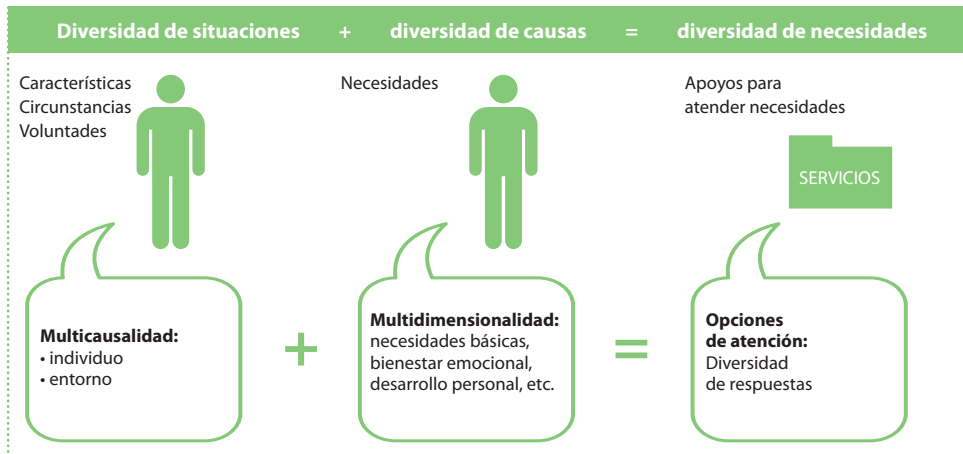 Diversidad de situaciones + diversidad de causas = diversidad de necesidades
Características
Circunstancias
Voluntades
Necesidades
Apoyos para
atender necesidades
SERVICIOS
Multicausalidad:
• individuo
• entorno
+
Multidimensionalidad:
necesidades básicas,
bienestar emocional,
desarrollo personal, etc.
=
Opciones
de atención:
Diversidad
de respuestas